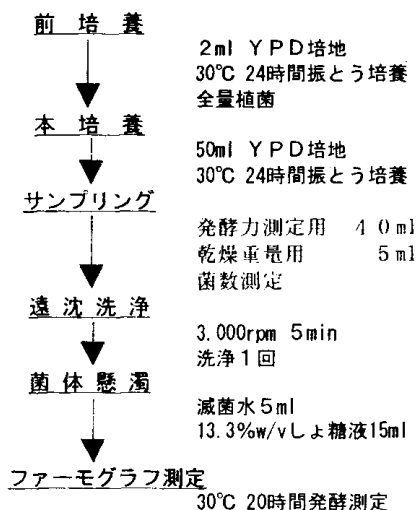 前培養
2ml YPD培地
30℃ 24時間振とう培養
全量植菌
本培養
50ml YPD培地
30℃ 24時間振とう培養
サンプリング
発酵力測定用 40ml
乾燥重量用 5ml
菌数測定
遠沈洗浄
3.000rpm 5min
洗浄1回
菌体懸濁
滅菌水5ml
13.3%w/vしょ糖液15ml
ファーモグラフ測定
30℃ 20時間発酵測定